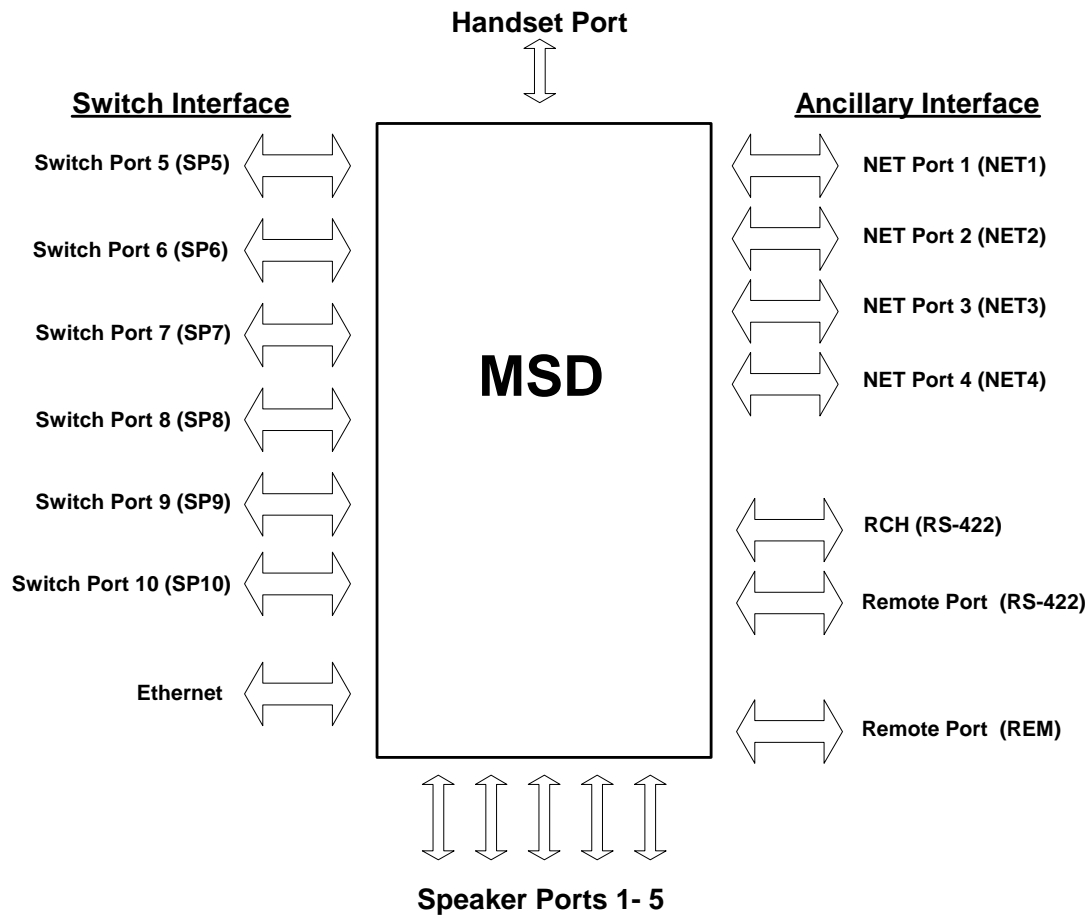 Handset Port
Switch Interface
Ancillary Interface
Switch Port 5 (SP5)
Switch Port 6 (SP6)
Switch Port 7 (SP7)
Switch Port 8 (SP8)
Switch Port 9 (SP9)
Switch Port 10 (SP10)
Ethernet
MSD
NET Port 1 (NET1)
NET Port 2 (NET2)
NET Port 3 (NET3)
NET Port 4 (NET4)
RCH (RS-422)
Remote Port (RS-422)
Remote Port (REM)
Speaker Ports 1- 5